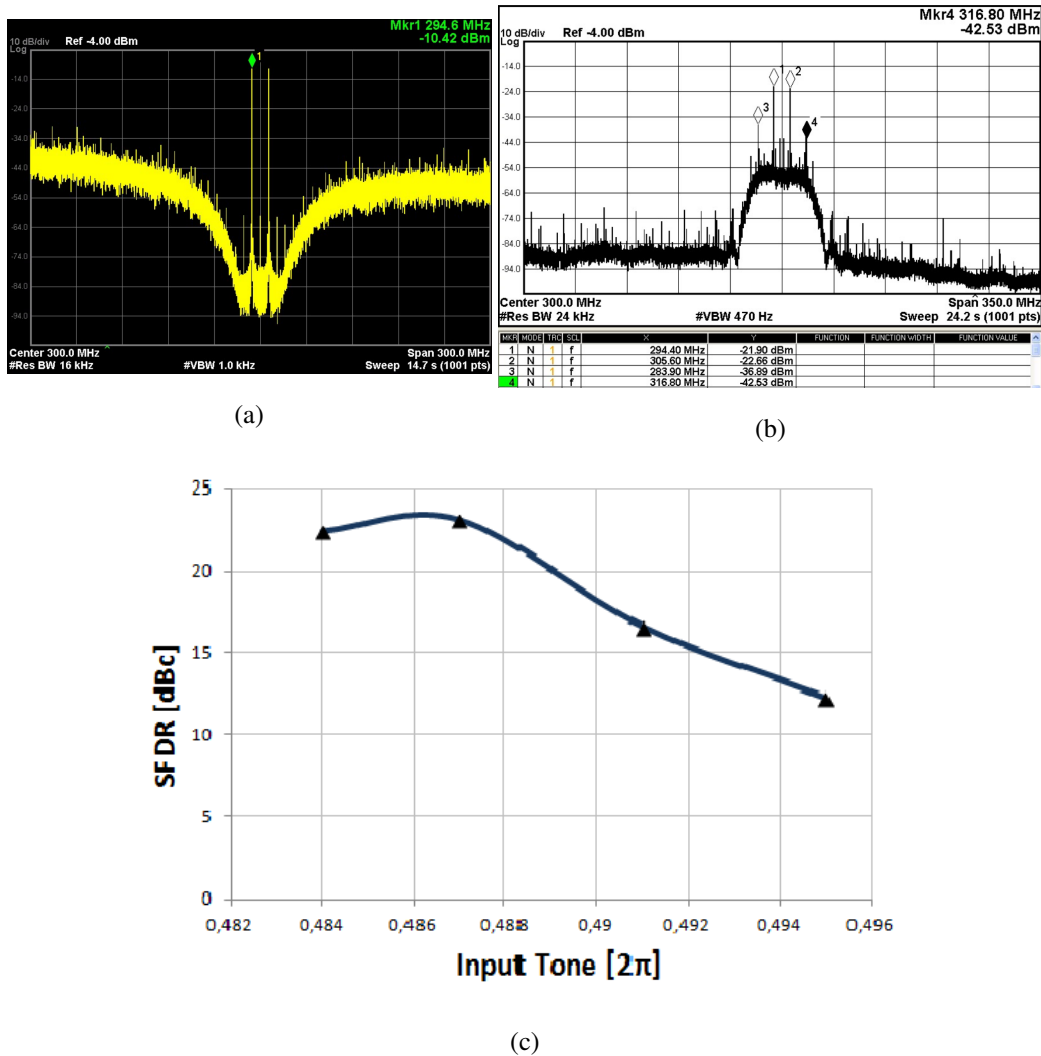 Mkr1 294.6 MHz
-10.42 dBm
10 dB/div Ref -4.00 dBm
Log
-14.0
-24.0
-34.0
-44.0
-54.0
-64.0
-74.0
-84.0
-94.0
1
Center 300.0 MHz Span 300.0 MHz
#Res BW 16 kHz #VBW 1.0 kHz Sweep 14.7 s (1001 pts)
(a)
Mkr4 316.80 MHz
-42.53 dBm
10 dB/div Ref -4.00 dBm
Log
-14.0
-24.0
-34.0
-44.0
-54.0
-64.0
-74.0
-84.0
-94.0
1
2
3
4
Center 300.0 MHz Span 350.0 MHz
#Res BW 24 kHz #VBW 470 Hz Sweep 24.2 s (1001 pts)
MKR MODE TRC SCL X Y FUNCTION FUNCTION WIDTH FUNCTION VALUE
1 N 1 f 294.40 MHz -21.90 dBm
2 N 1 f 305.60 MHz -22.66 dBm
3 N 1 f 283.90 MHz -36.89 dBm
4 N 1 f 316.80 MHz -42.53 dBm
(b)
SFDR [dBc]
25
20
15
10
5
0
0,482 0,484 0,486 0,488 0,49 0,492 0,494 0,496
Input Tone [2π]
(c)